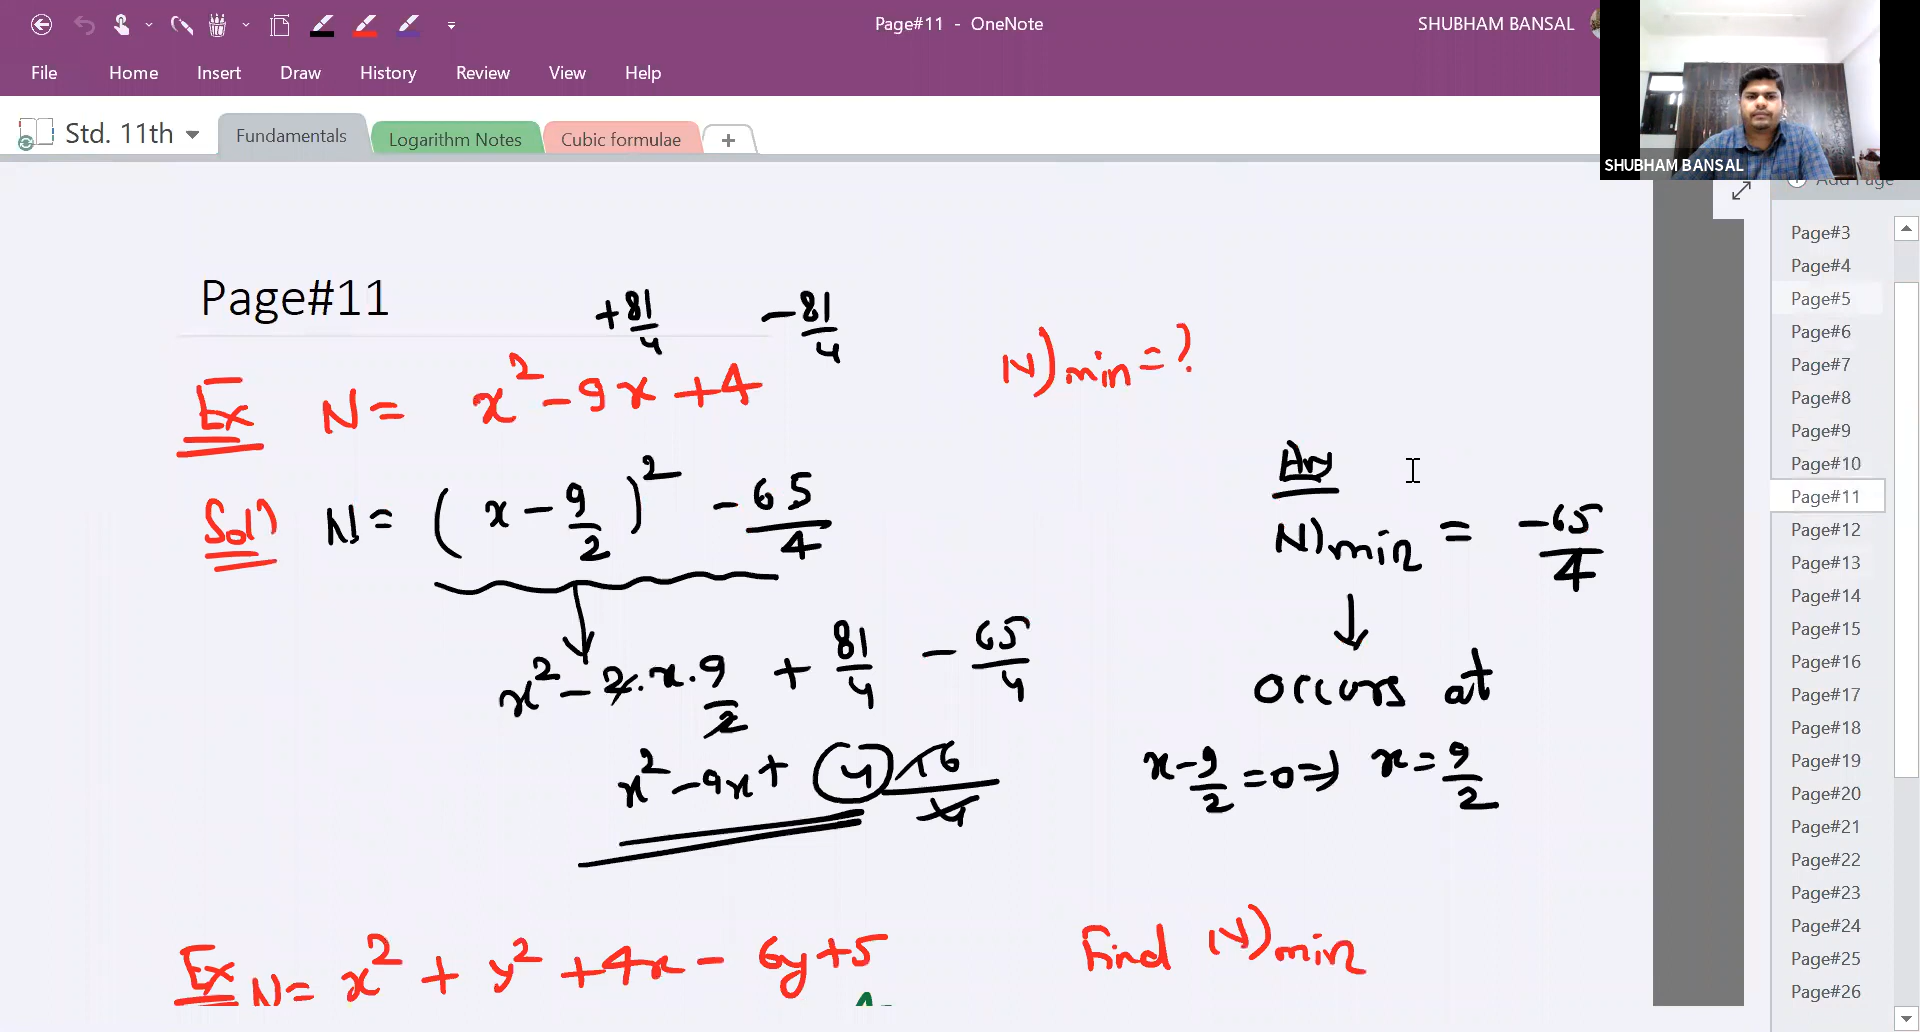 Page#11 - OneNote
SHUBHAM BANSAL
File Home Insert Draw History Review View Help
SHUBHAM BANSAL
Std. 11th Fundamentals Logarithm Notes Cubic formulae +
Add Page
Page#3
Page#4
Page#5
Page#6
Page#7
Page#8
Page#9
Page#10
Page#11
Page#12
Page#13
Page#14
Page#15
Page#16
Page#17
Page#18
Page#19
Page#20
Page#21
Page#22
Page#23
Page#24
Page#25
Page#26
Page#11
+81/4 -81/4
Ex N= x² -9x +4 N)min=?
Solⁿ N= (x - 9/2)² -65/4
x² - 2.x.9/2 + 81/4 - 65/4
x² -9x+ 4 16/4
Ans
N)min = -65/4
↓
occurs at
x-9/2 =0⇒ x=9/2
Ex N= x² + y² +4x - 6y+5 Find N)min